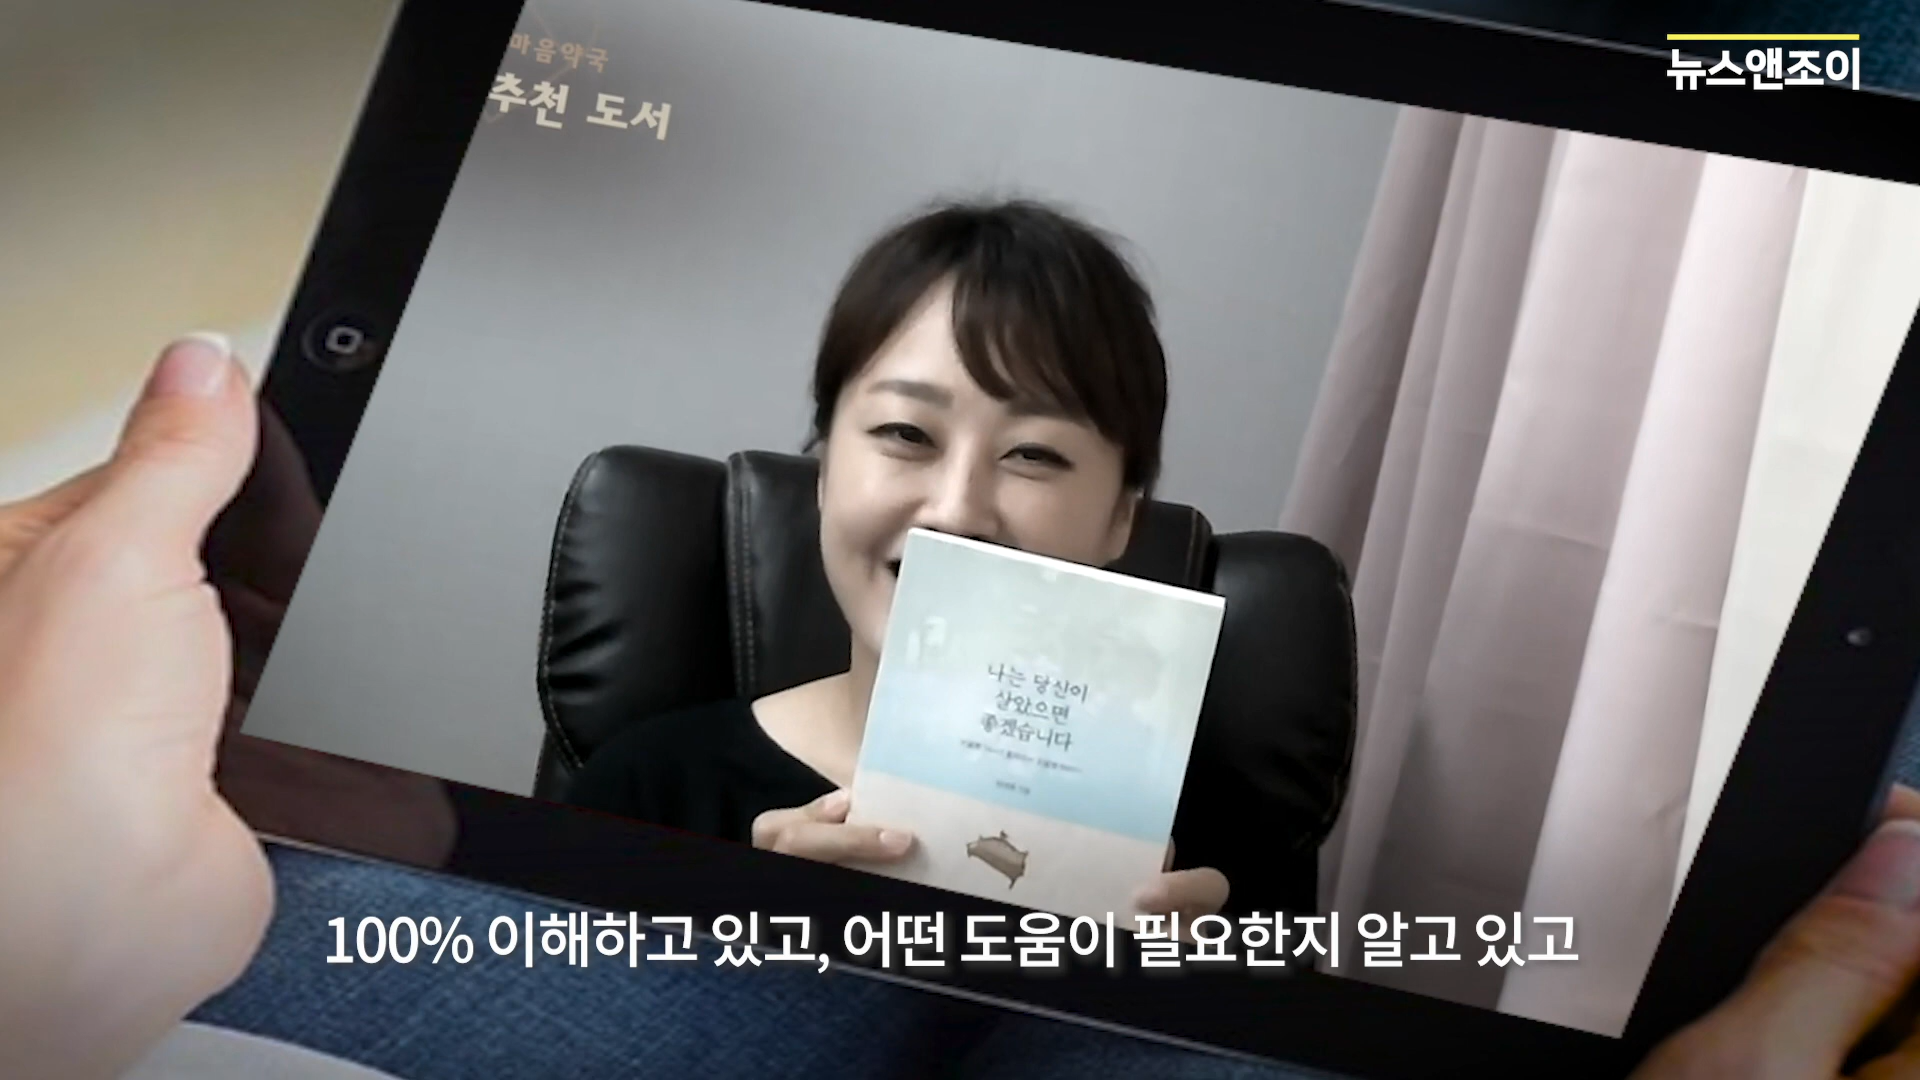 마음약국
추천 도서
뉴스앤조이
나는 당신이
살았으면
좋겠습니다
100% 이해하고 있고, 어떤 도움이 필요한지 알고 있고